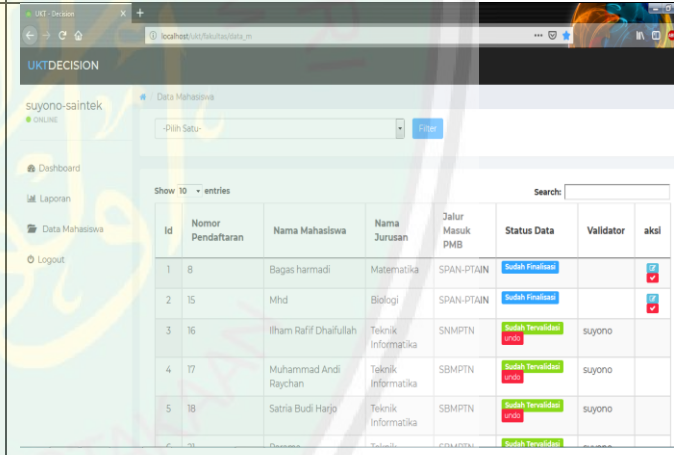 UKT - Decision
localhost/ukt/fakultas/data_m
UKTDECISION
suyono-saintek
ONLINE
Dashboard
Laporan
Data Mahasiswa
Logout
/ Data Mahasiswa
-Pilih Satu-
Filter
Show 10 entries
Search:
Id Nomor Pendaftaran Nama Mahasiswa Nama Jurusan Jalur Masuk PMB Status Data Validator aksi
1 8 Bagas harmadi Matematika SPAN-PTAIN Sudah Finalisasi
2 15 Mhd Biologi SPAN-PTAIN Sudah Finalisasi
3 16 Ilham Rafif Dhaifullah Teknik Informatika SNMPTN Sudah Tervalidasi undo suyono
4 17 Muhammad Andi Raychan Teknik Informatika SBMPTN Sudah Tervalidasi undo suyono
5 18 Satria Budi Harjo Teknik Informatika SBMPTN Sudah Tervalidasi undo suyono
Sudah Tervalidasi